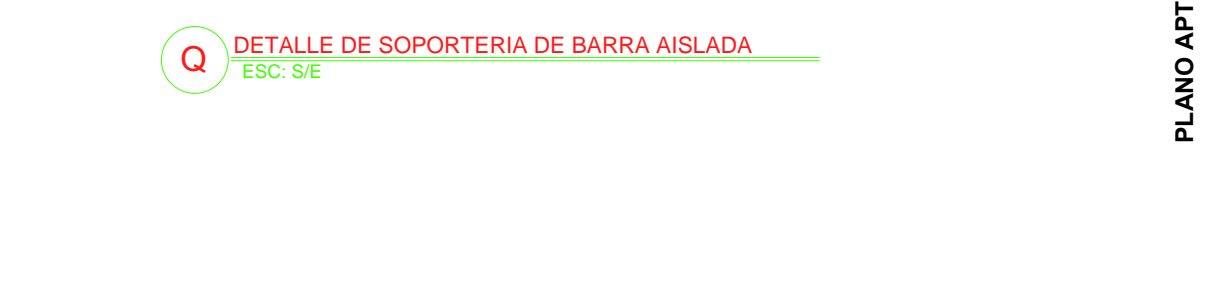 Q
DETALLE DE SOPORTERIA DE BARRA AISLADA
ESC: S/E
PLANO APT